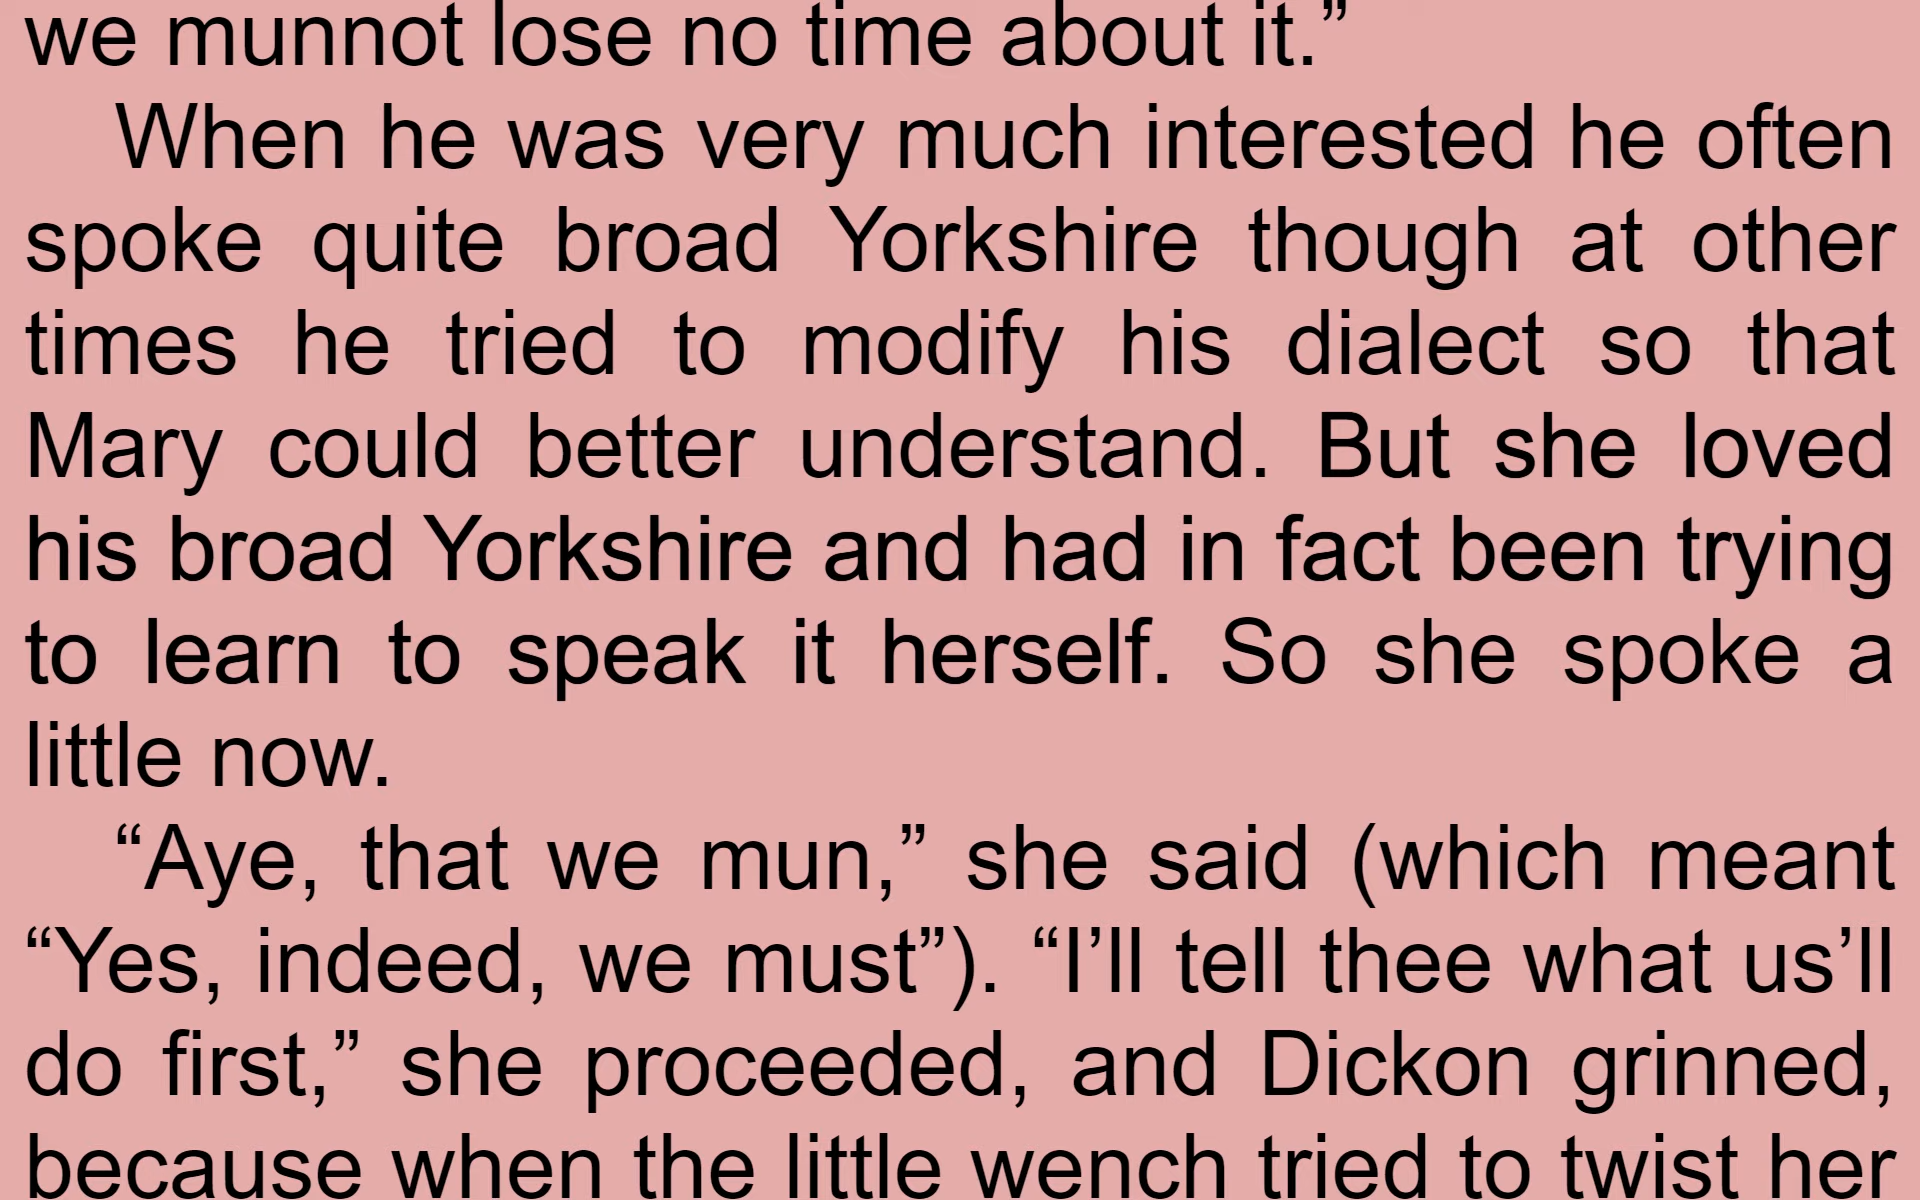 we munnot lose no time about it.”
When he was very much interested he often
spoke quite broad Yorkshire though at other
times he tried to modify his dialect so that
Mary could better understand. But she loved
his broad Yorkshire and had in fact been trying
to learn to speak it herself. So she spoke a
little now.
“Aye, that we mun,” she said (which meant
“Yes, indeed, we must”). “I’ll tell thee what us’ll
do first,” she proceeded, and Dickon grinned,
because when the little wench tried to twist her